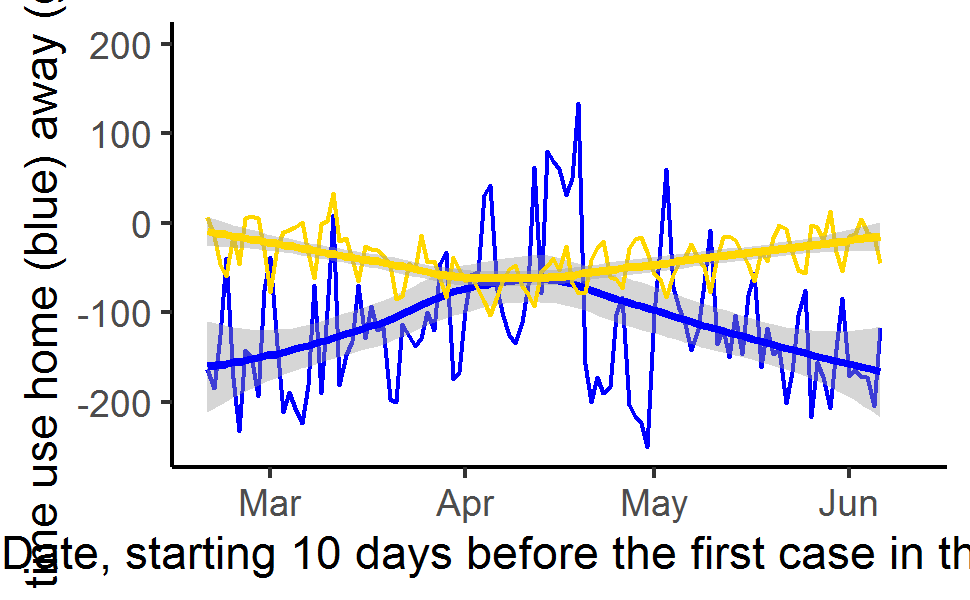 time use home (blue) away (
200
100
0
-100
-200
Mar Apr May Jun
Date, starting 10 days before the first case in th